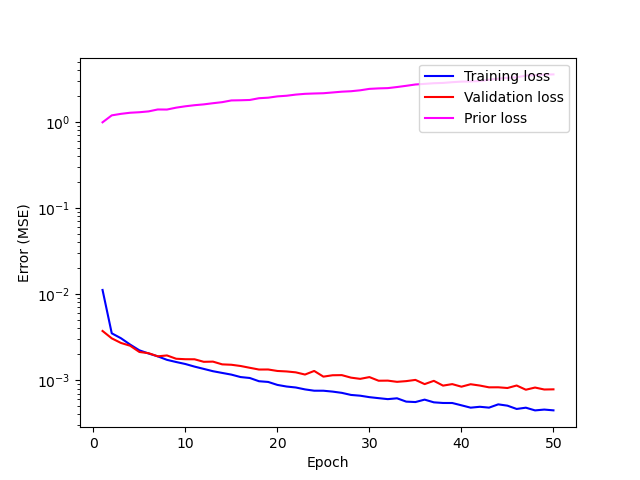 Training loss
Validation loss
Prior loss
10⁰
10⁻¹
10⁻²
10⁻³
Error (MSE)
0 10 20 30 40 50
Epoch